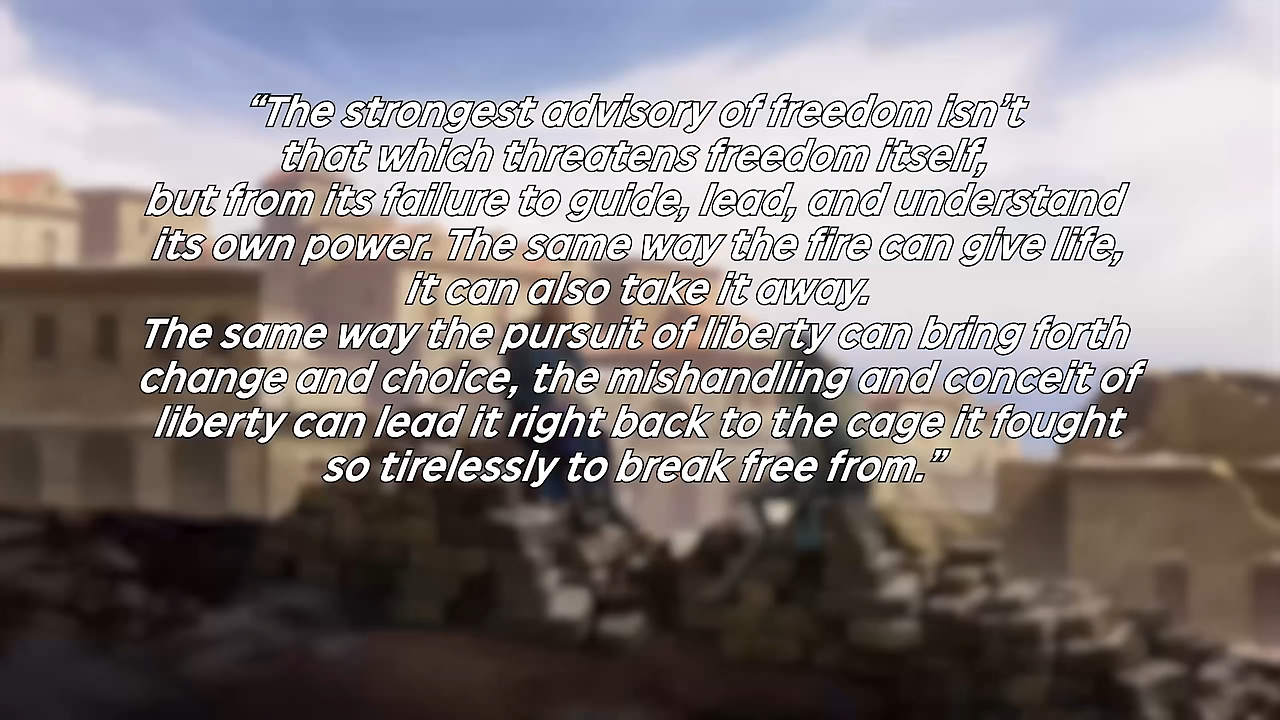 “The strongest advisory of freedom isn’t
that which threatens freedom itself,
but from its failure to guide, lead, and understand
its own power. The same way the fire can give life,
it can also take it away.
The same way the pursuit of liberty can bring forth
change and choice, the mishandling and conceit of
liberty can lead it right back to the cage it fought
so tirelessly to break free from.”